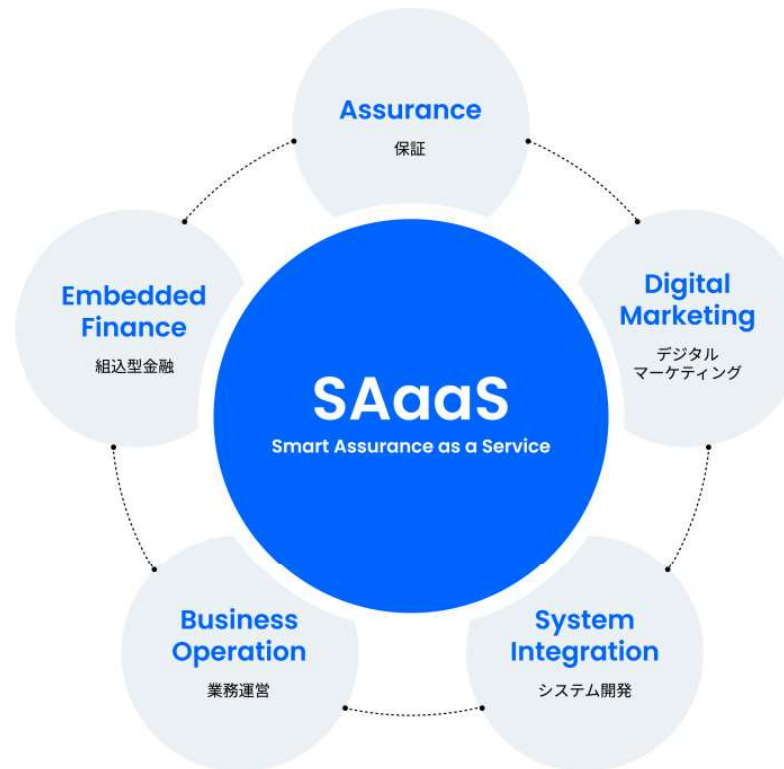 Assurance
保証
Embedded
Finance
組込型金融
Digital
Marketing
デジタル
マーケティング
SAaaS
Smart Assurance as a Service
Business
Operation
業務運営
System
Integration
システム開発